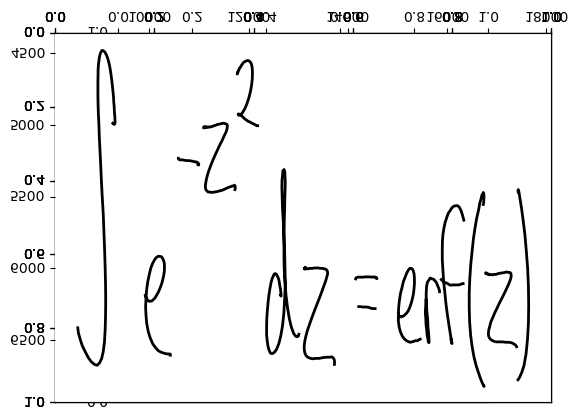 ∫ e^{-z^2} dz = erf(z)